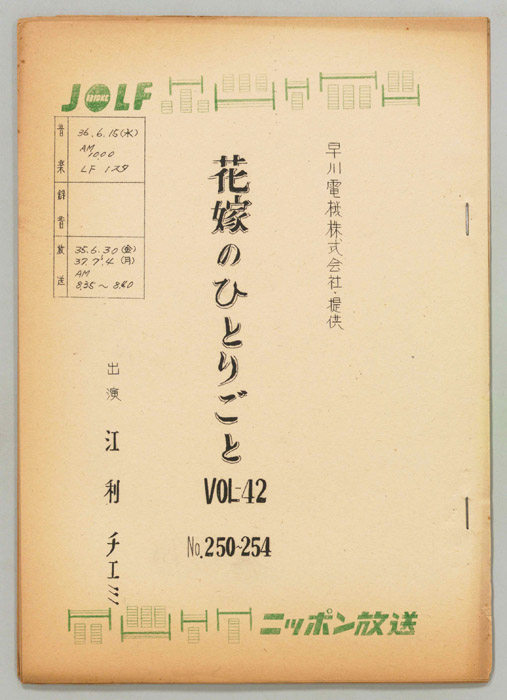 JOLF
早川電機株式会社・提供
花嫁のひとりごと
VOL-42
No.250~254
音楽
36.6.15(水)
AM
10:00
LF 1スタ
録音
放送
35.6.30(金)
37.7.4(月)
AM
8.35~8.40
出演 江利チエミ
ニッポン放送